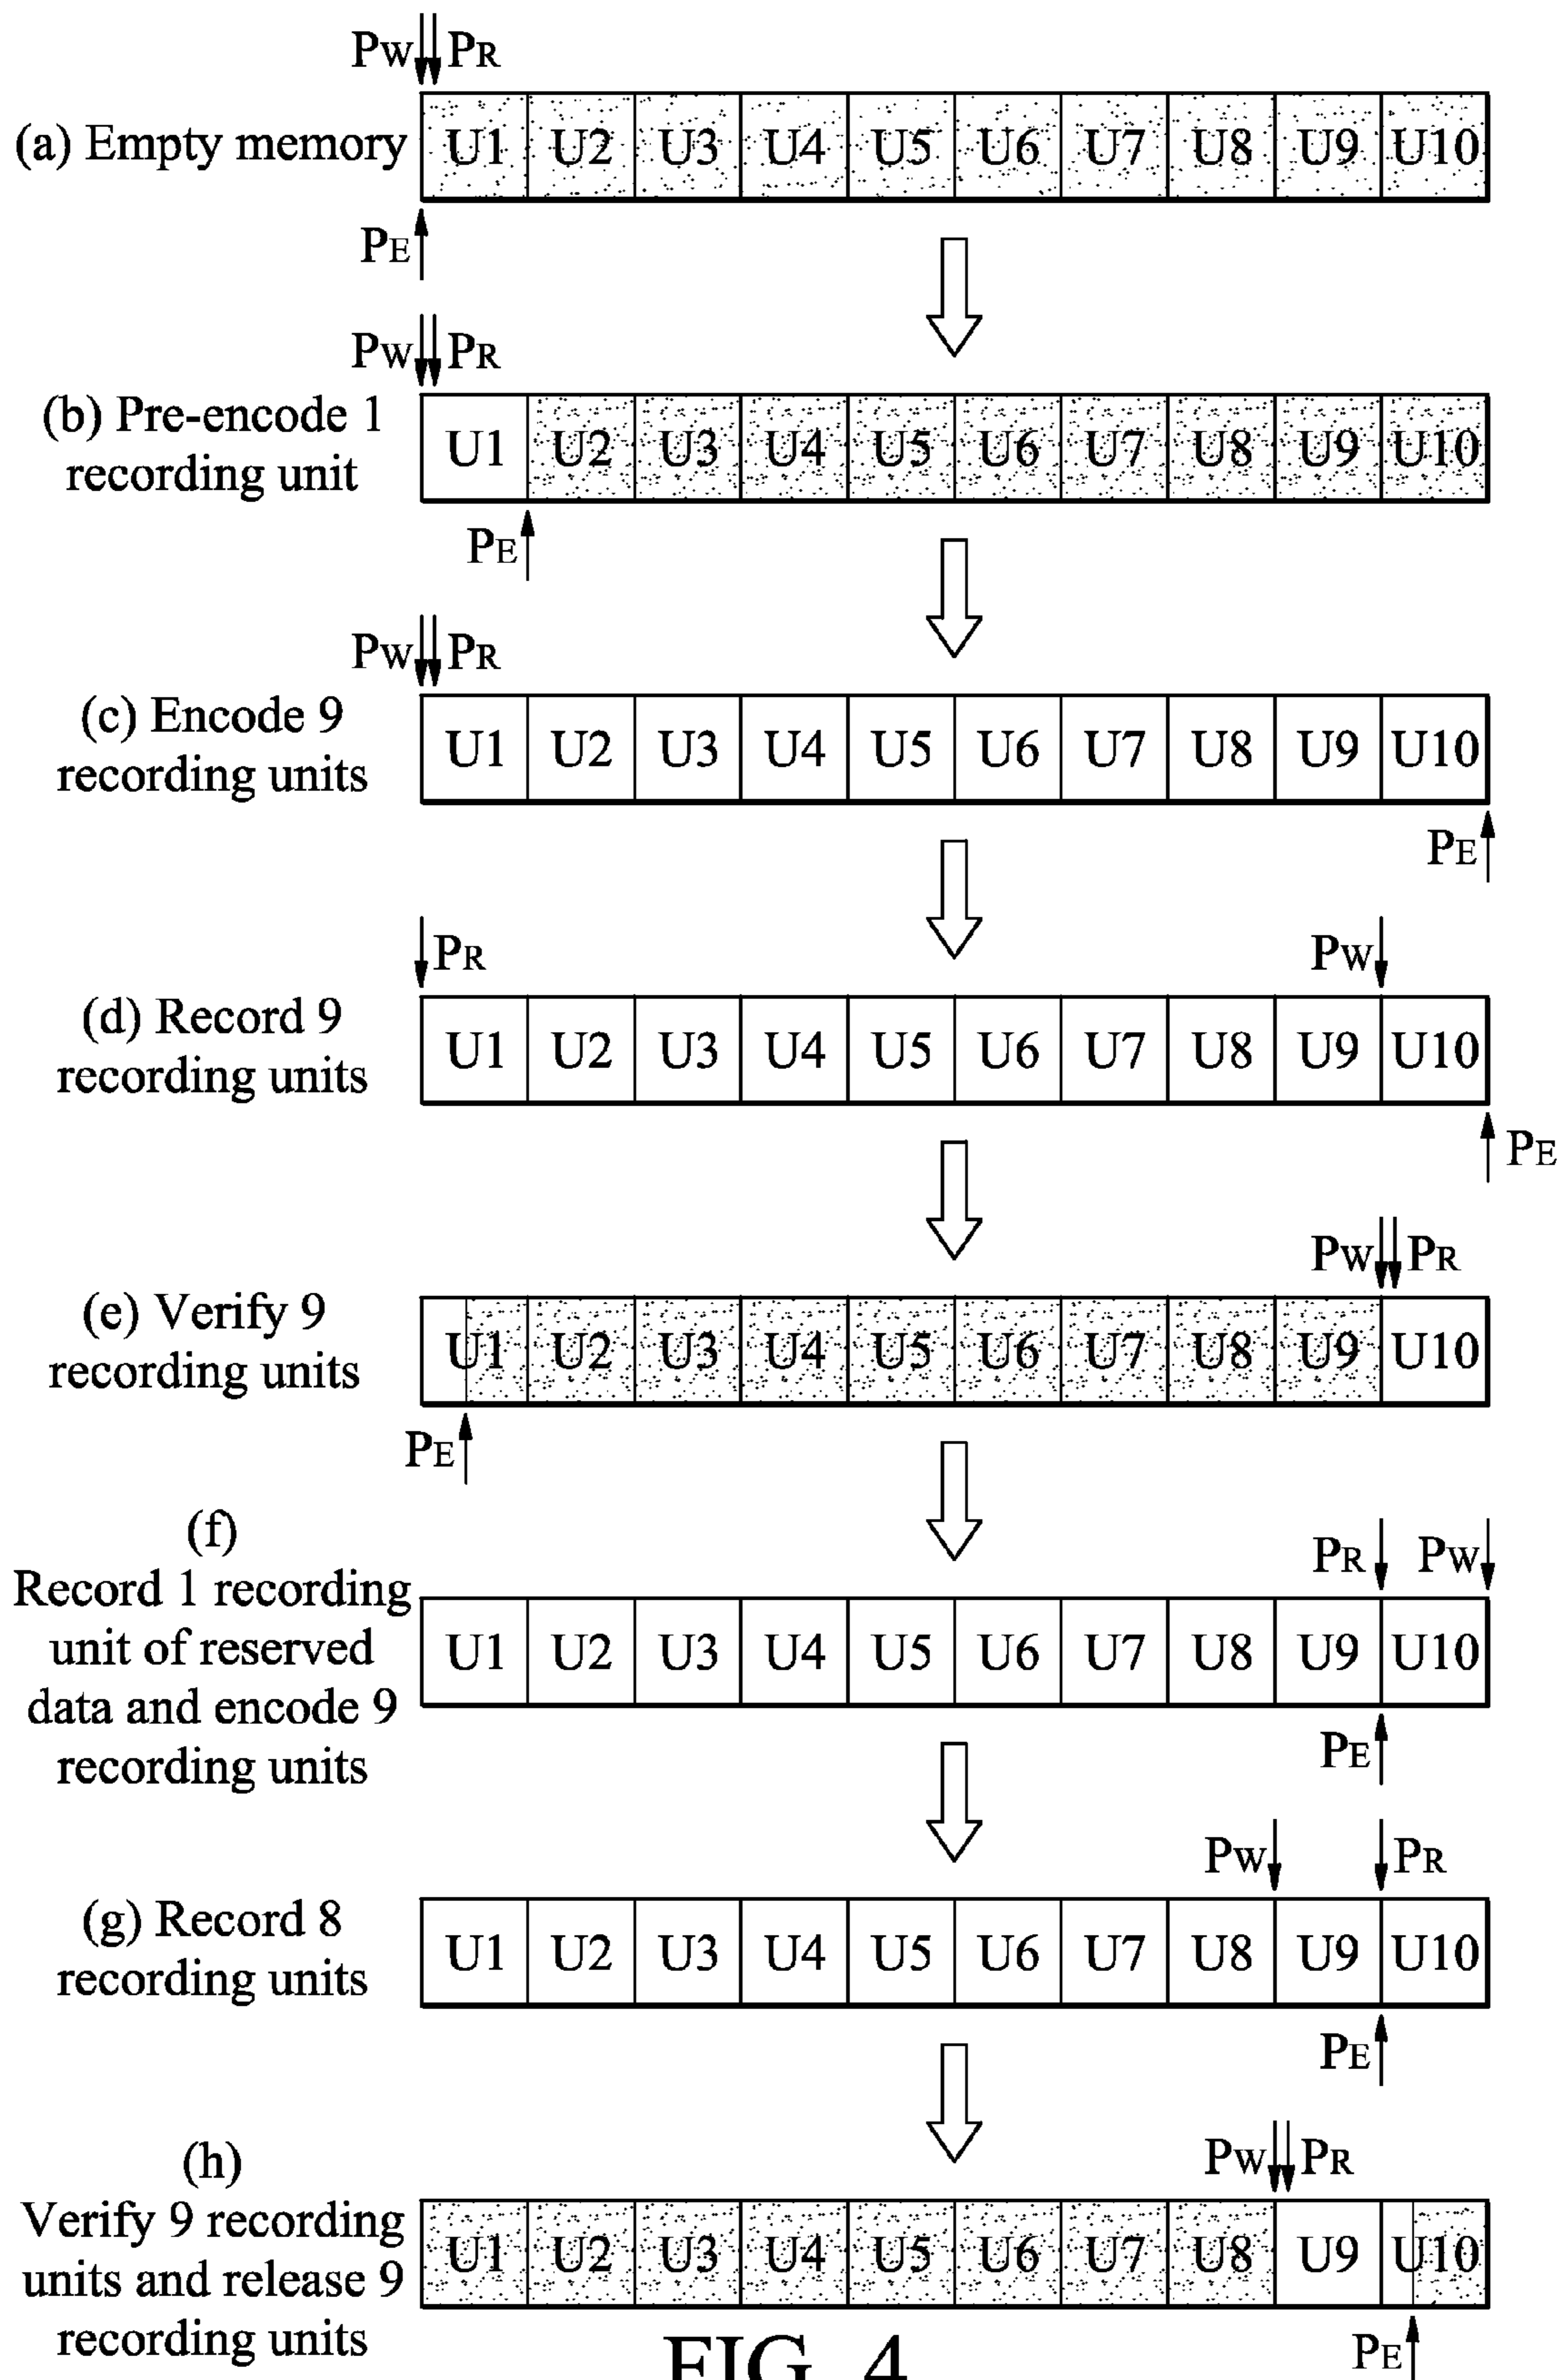 PW PR
(a) Empty memory U1 U2 U3 U4 U5 U6 U7 U8 U9 U10
PE
PW PR
(b) Pre-encode 1
recording unit
U1 U2 U3 U4 U5 U6 U7 U8 U9 U10
PE
PW PR
(c) Encode 9
recording units
U1 U2 U3 U4 U5 U6 U7 U8 U9 U10
PE
PR PW
(d) Record 9
recording units
U1 U2 U3 U4 U5 U6 U7 U8 U9 U10
PE
PW PR
(e) Verify 9
recording units
U1 U2 U3 U4 U5 U6 U7 U8 U9 U10
PE
PR PW
(f)
Record 1 recording
unit of reserved
data and encode 9
recording units
U1 U2 U3 U4 U5 U6 U7 U8 U9 U10
PE
PW PR
(g) Record 8
recording units
U1 U2 U3 U4 U5 U6 U7 U8 U9 U10
PE
PW PR
(h)
Verify 9 recording
units and release 9
recording units
U1 U2 U3 U4 U5 U6 U7 U8 U9 U10
PE
FIG. 4